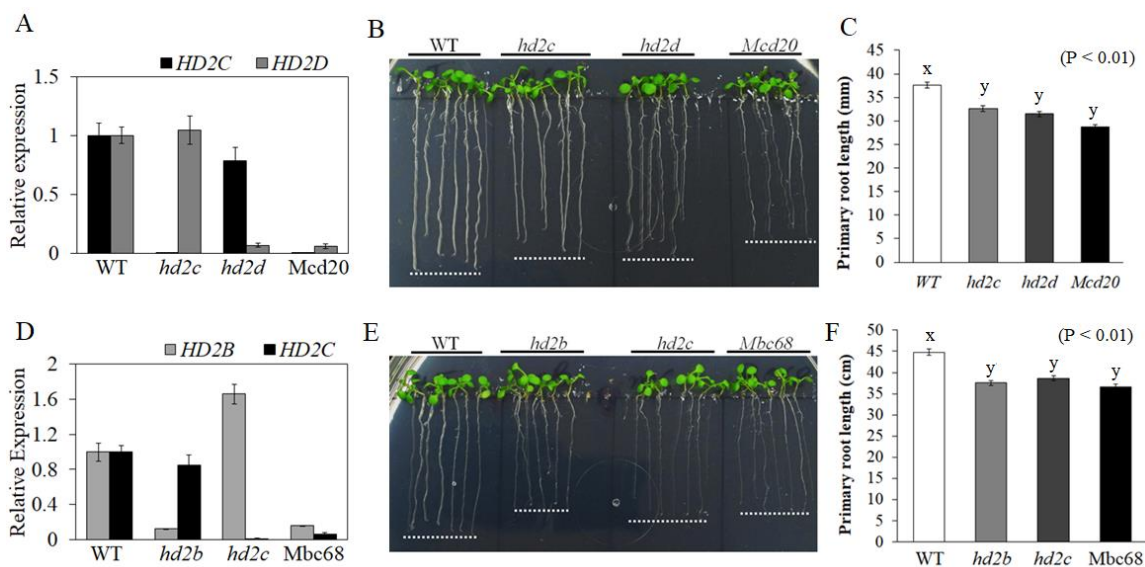 A
HD2C HD2D
Relative expression
1.5
1
0.5
0
WT hd2c hd2d Mcd20
B
WT hd2c hd2d Mcd20
C
(P < 0.01)
Primary root length (mm)
45
40
35
30
25
20
15
10
5
0
x y y y
WT hd2c hd2d Mcd20
D
HD2B HD2C
Relative Expression
2
1.6
1.2
0.8
0.4
0
WT hd2b hd2c Mbc68
E
WT hd2b hd2c Mbc68
F
(P < 0.01)
Primary root length (cm)
50
45
40
35
30
25
20
15
10
5
0
x y y y
WT hd2b hd2c Mbc68